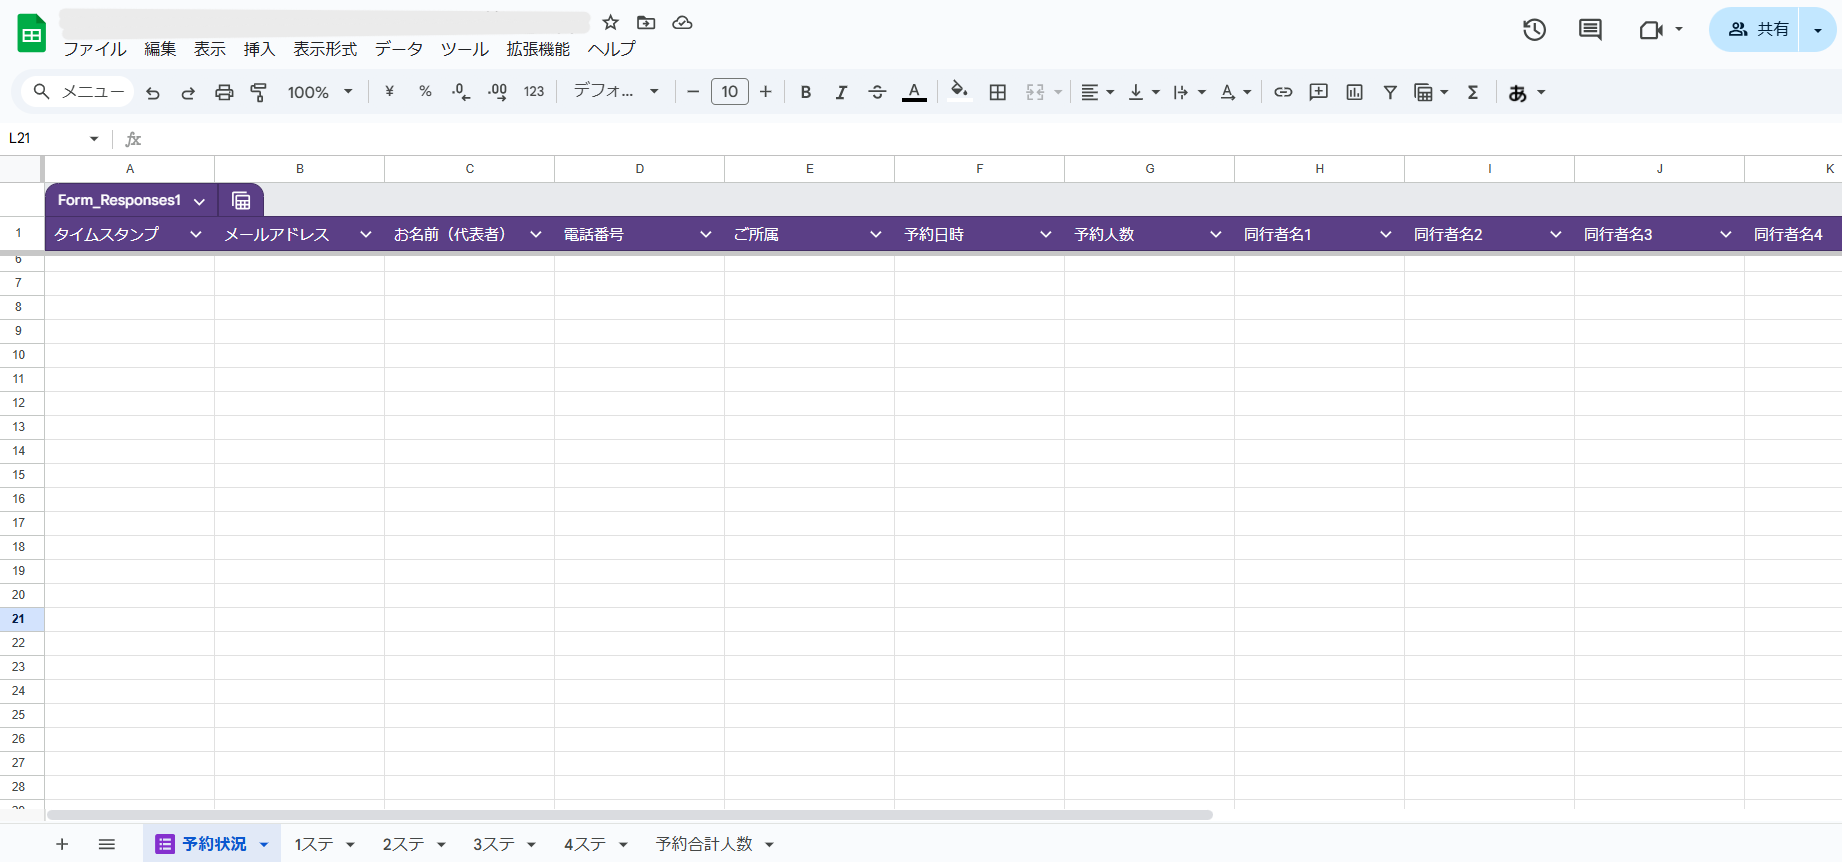 ファイル 編集 表示 挿入 表示形式 データ ツール 拡張機能 ヘルプ
共有
メニュー 100% ¥ % .0 .00 123 デフォ... 10 B I A A Σ あ
L21 fx
A B C D E F G H I J K
Form_Responses1
1 タイムスタンプ メールアドレス お名前（代表者） 電話番号 ご所属 予約日時 予約人数 同行者名1 同行者名2 同行者名3 同行者名4
6
7
8
9
10
11
12
13
14
15
16
17
18
19
20
21
22
23
24
25
26
27
28
予約状況 1ステ 2ステ 3ステ 4ステ 予約合計人数